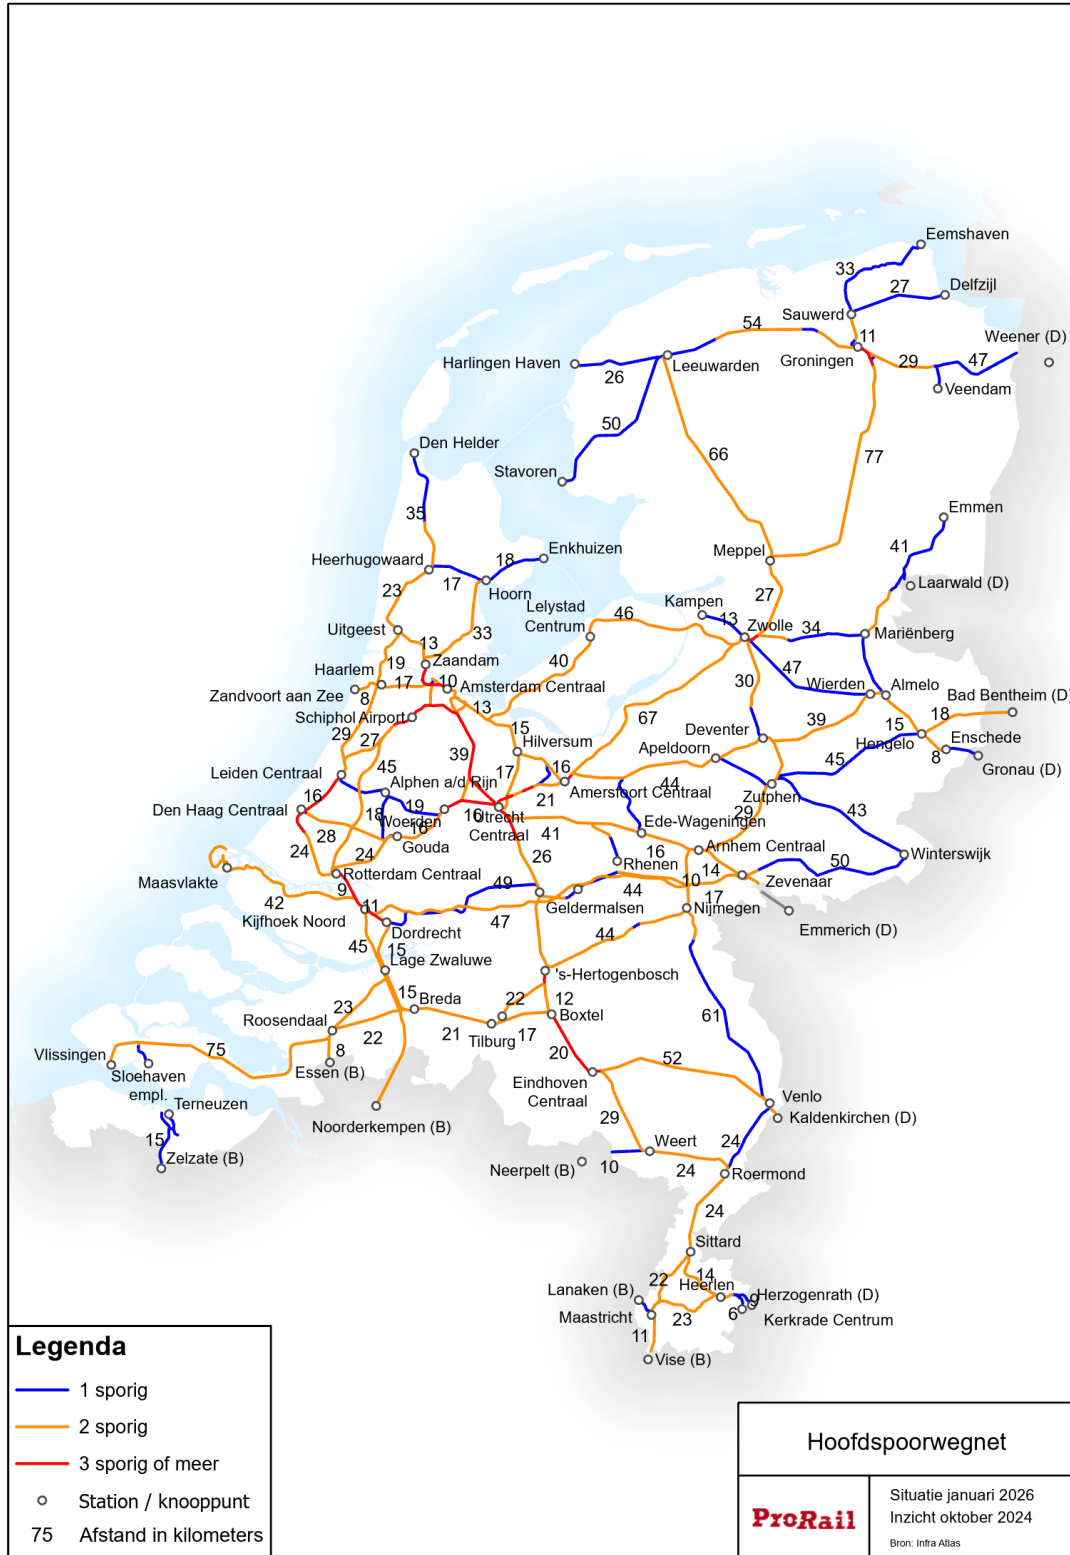 Eemshaven
33
27
Delfzijl
Sauwerd
54
11
Weener (D)
Harlingen Haven
Leeuwarden
Groningen
29
47
26
Veendam
50
Den Helder
66
77
Stavoren
Emmen
35
41
Enkhuizen
18
Meppel
Heerhugowaard
17
Hoorn
Laarwald (D)
23
27
Lelystad
Centrum
46
Kampen
13
Zwolle
34
Mariënberg
Uitgeest
33
13
19
Zaandam
40
47
Haarlem
17
10
Amsterdam Centraal
30
Wierden
Almelo
Bad Bentheim (D)
Zandvoort aan Zee
8
13
67
Schiphol Airport
15
18
29
27
15
39
Deventer
39
Hengelo
Enschede
Hilversum
Apeldoorn
45
8
Gronau (D)
Leiden Centraal
45
17
16
44
Alphen a/d Rijn
Amersfoort Centraal
Zutphen
16
21
Den Haag Centraal
18
19
Woerden
16
Utrecht
Centraal
29
43
28
16
Gouda
41
Ede-Wageningen
24
24
26
16
Arnhem Centraal
Rhenen
14
50
Winterswijk
Maasvlakte
Rotterdam Centraal
9
49
44
10
Zevenaar
42
11
Geldermalsen
17
Kijfhoek Noord
47
Nijmegen
Dordrecht
44
Emmerich (D)
45
15
Lage Zwaluwe
's-Hertogenbosch
15
Breda
22
12
61
23
Boxtel
Roosendaal
22
21
Tilburg
17
Vlissingen
75
8
20
52
Sloehaven
empl.
Essen (B)
Eindhoven
Centraal
Terneuzen
Venlo
Kaldenkirchen (D)
Noorderkempen (B)
29
15
Weert
24
Zelzate (B)
Neerpelt (B)
10
24
Roermond
24
Sittard
14
22
Heerlen
Lanaken (B)
9
Herzogenrath (D)
Maastricht
23
6
Kerkrade Centrum
11
Vise (B)
Legenda
1 sporig
2 sporig
3 sporig of meer
Station / knooppunt
75 Afstand in kilometers
Hoofdspoorwegnet
ProRail
Situatie januari 2026
Inzicht oktober 2024
Bron: Infra Atlas